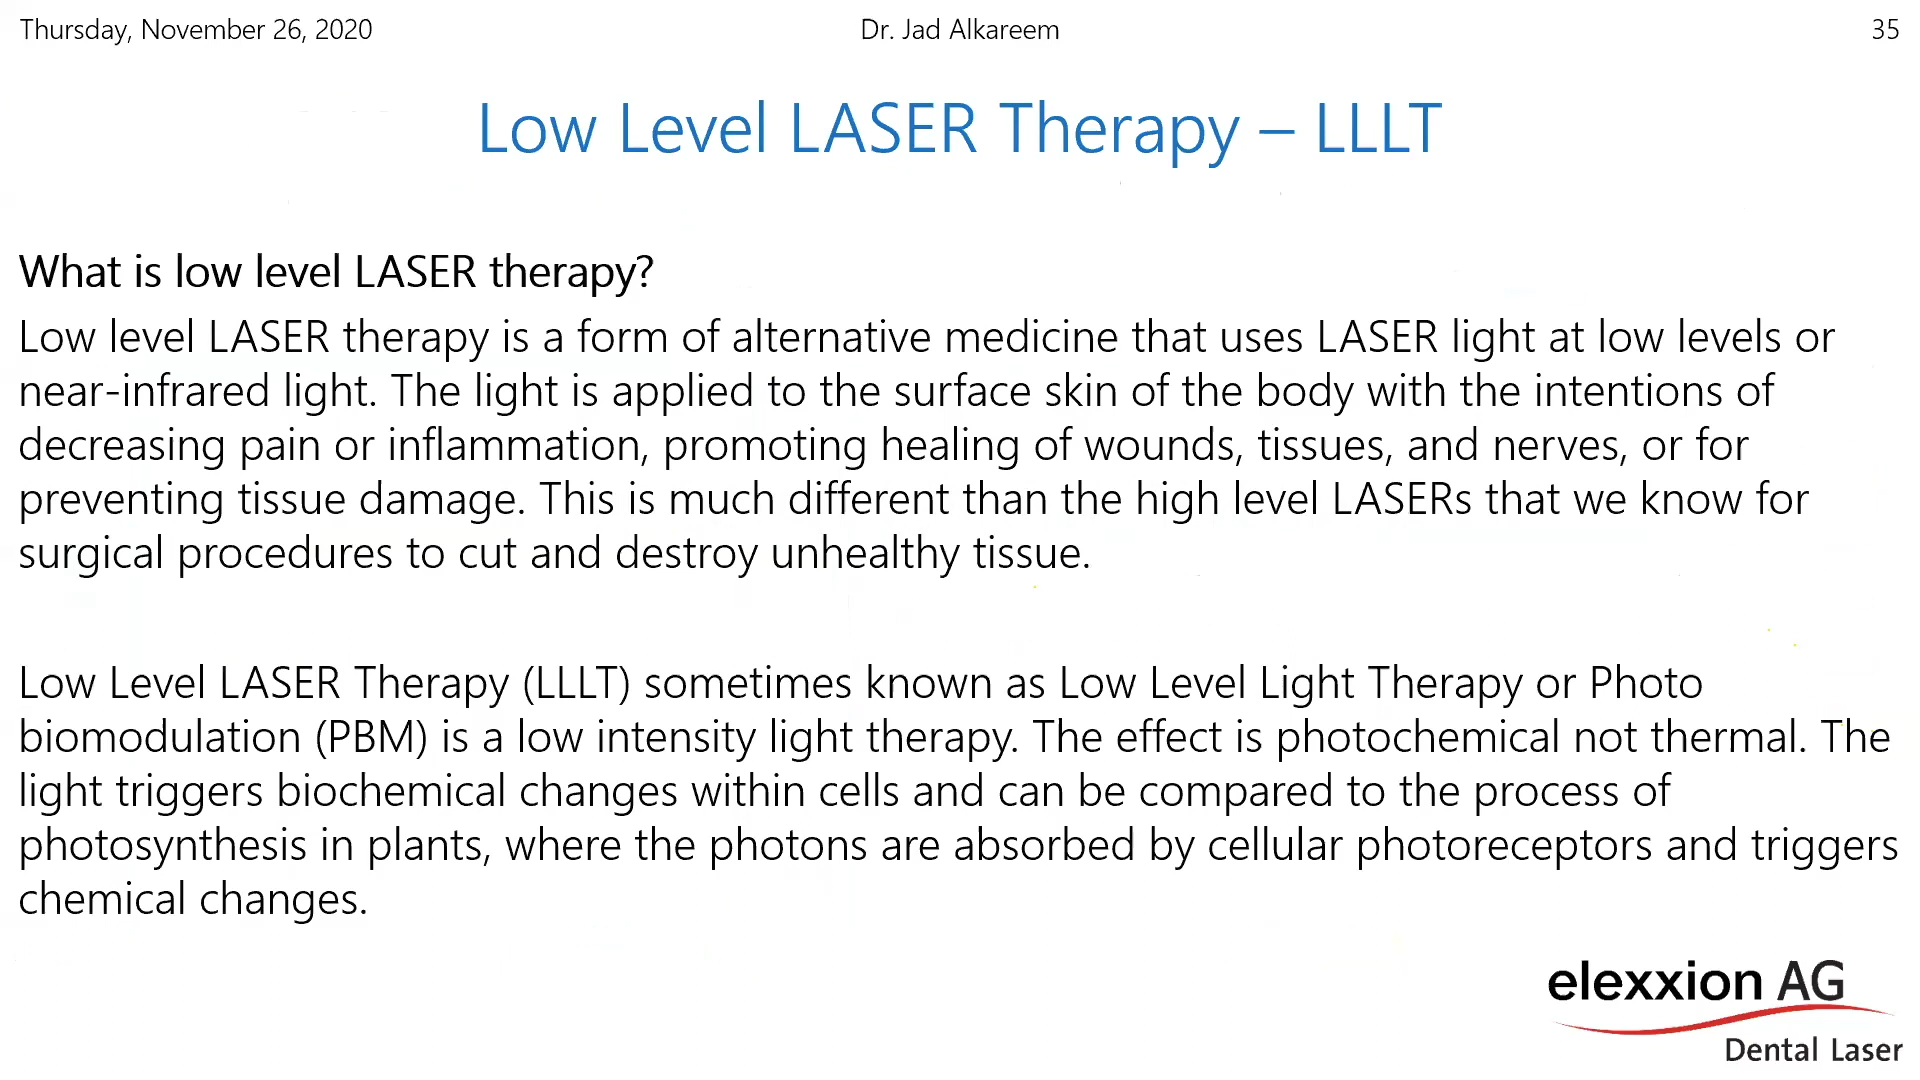 Thursday, November 26, 2020
Dr. Jad Alkareem
35
Low Level LASER Therapy – LLLT
What is low level LASER therapy?
Low level LASER therapy is a form of alternative medicine that uses LASER light at low levels or
near-infrared light. The light is applied to the surface skin of the body with the intentions of
decreasing pain or inflammation, promoting healing of wounds, tissues, and nerves, or for
preventing tissue damage. This is much different than the high level LASERs that we know for
surgical procedures to cut and destroy unhealthy tissue.
Low Level LASER Therapy (LLLT) sometimes known as Low Level Light Therapy or Photo
biomodulation (PBM) is a low intensity light therapy. The effect is photochemical not thermal. The
light triggers biochemical changes within cells and can be compared to the process of
photosynthesis in plants, where the photons are absorbed by cellular photoreceptors and triggers
chemical changes.
elexxion AG
Dental Laser